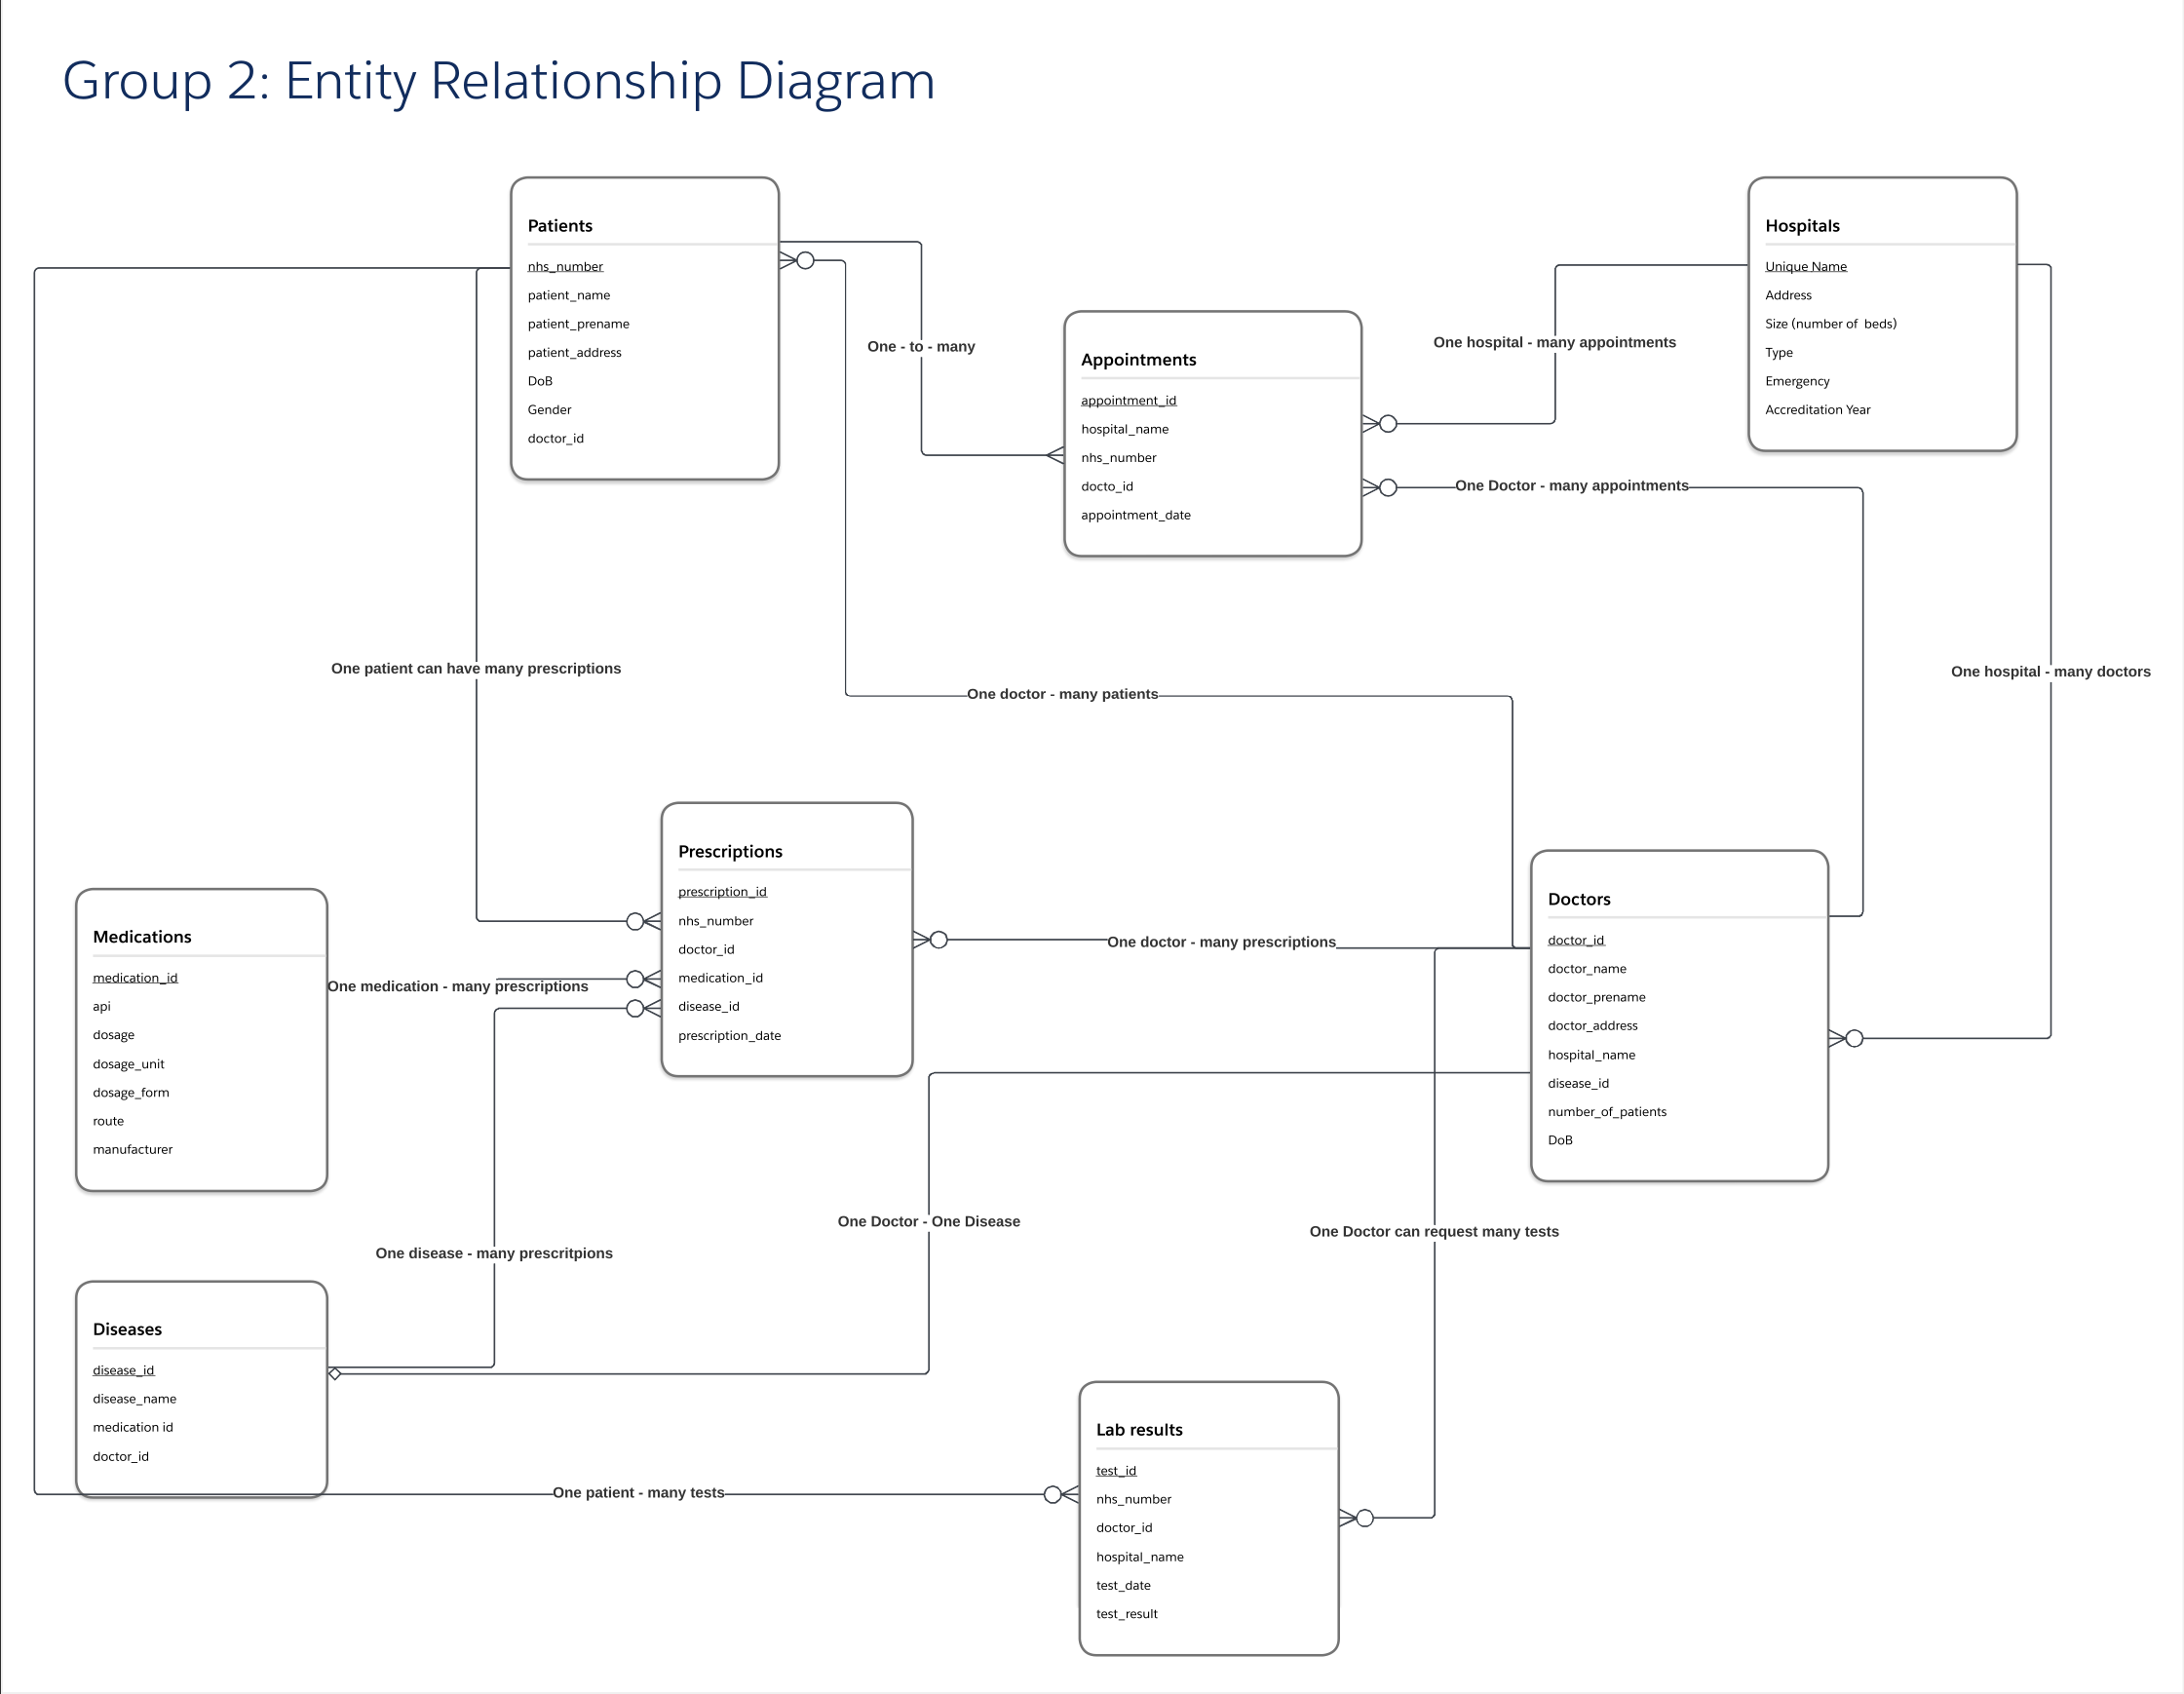 Group 2: Entity Relationship Diagram
Patients
nhs_number
patient_name
patient_prename
patient_address
DoB
Gender
doctor_id
Hospitals
Unique Name
Address
Size (number of beds)
Type
Emergency
Accreditation Year
One - to - many
Appointments
appointment_id
hospital_name
nhs_number
docto_id
appointment_date
One hospital - many appointments
One Doctor - many appointments
One patient can have many prescriptions
One doctor - many patients
One hospital - many doctors
Prescriptions
prescription_id
nhs_number
doctor_id
medication_id
disease_id
prescription_date
Medications
medication_id
api
dosage
dosage_unit
dosage_form
route
manufacturer
One medication - many prescriptions
One doctor - many prescriptions
Doctors
doctor_id
doctor_name
doctor_prename
doctor_address
hospital_name
disease_id
number_of_patients
DoB
One Doctor - One Disease
One Doctor can request many tests
One disease - many prescritpions
Diseases
disease_id
disease_name
medication id
doctor_id
One patient - many tests
Lab results
test_id
nhs_number
doctor_id
hospital_name
test_date
test_result